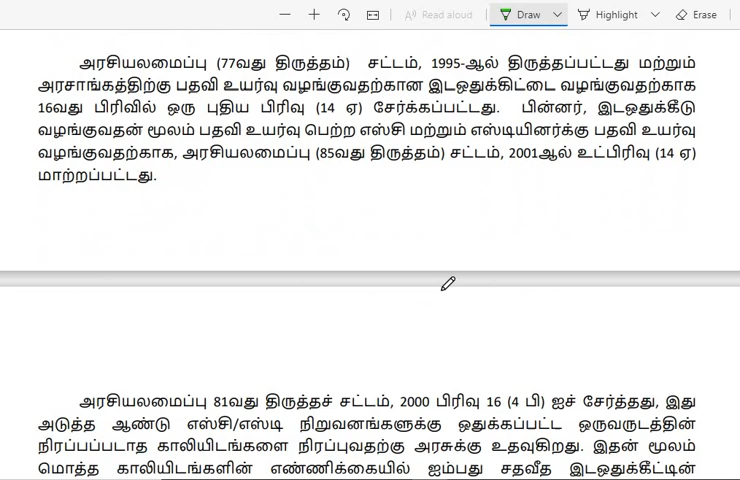 Read aloud
Draw
Highlight
Erase
அரசியலமைப்பு (77வது திருத்தம்) சட்டம், 1995-ஆல் திருத்தப்பட்டது மற்றும்
அரசாங்கத்திற்கு பதவி உயர்வு வழங்குவதற்கான இடஒதுக்கிட்டை வழங்குவதற்காக
16வது பிரிவில் ஒரு புதிய பிரிவு (14 ஏ) சேர்க்கப்பட்டது. பின்னர், இடஒதுக்கீடு
வழங்குவதன் மூலம் பதவி உயர்வு பெற்ற எஸ்சி மற்றும் எஸ்டியினர்க்கு பதவி உயர்வு
வழங்குவதற்காக, அரசியலமைப்பு (85வது திருத்தம்) சட்டம், 2001ஆல் உட்பிரிவு (14 ஏ)
மாற்றப்பட்டது.
அரசியலமைப்பு 81வது திருத்தச் சட்டம், 2000 பிரிவு 16 (4 பி) ஐச் சேர்த்தது, இது
அடுத்த ஆண்டு எஸ்சி/எஸ்டி நிறுவனங்களுக்கு ஒதுக்கப்பட்ட ஒருவருடத்தின்
நிரப்பப்படாத காலியிடங்களை நிரப்புவதற்கு அரசுக்கு உதவுகிறது. இதன் மூலம்
மொத்த காலியிடங்களின் எண்ணிக்கையில் ஐம்பது சதவீத இடஒதுக்கீட்டின்